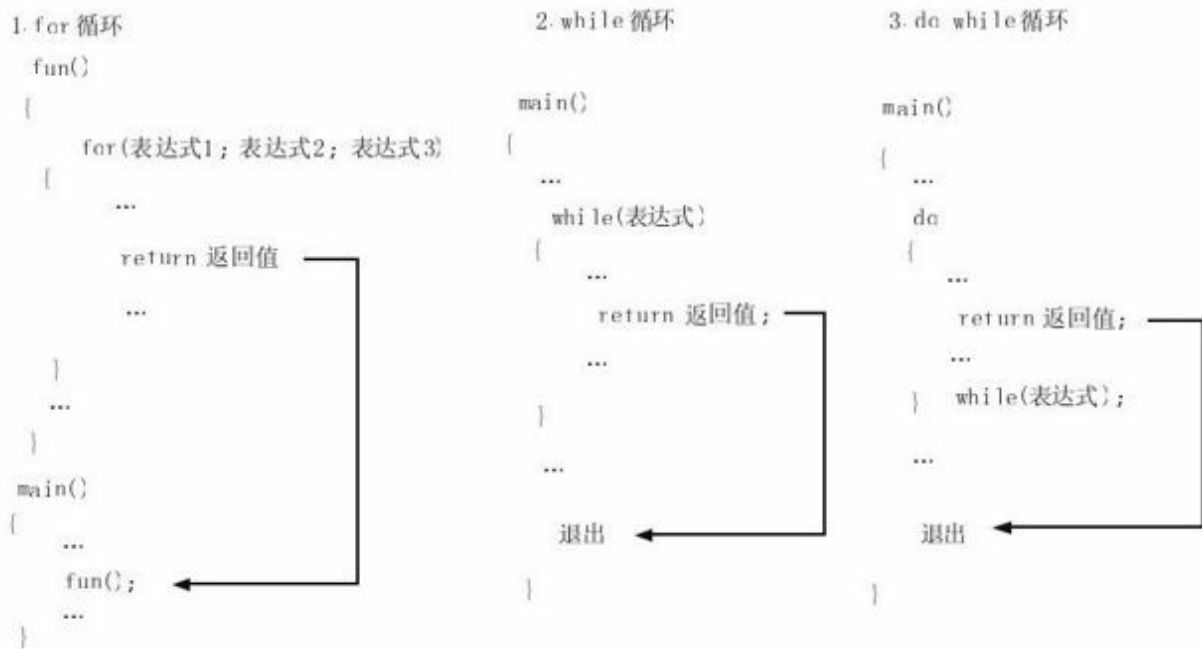 1.for 循环
fun()
{
for(表达式1; 表达式2; 表达式3)
{
…
return 返回值
…
}
…
}
main()
{
…
fun();
…
}
2.while 循环
main()
{
…
while(表达式)
{
…
return 返回值;
…
}
…
退出
}
3.do while 循环
main()
{
…
do
{
…
return 返回值;
…
} while(表达式);
…
退出
}